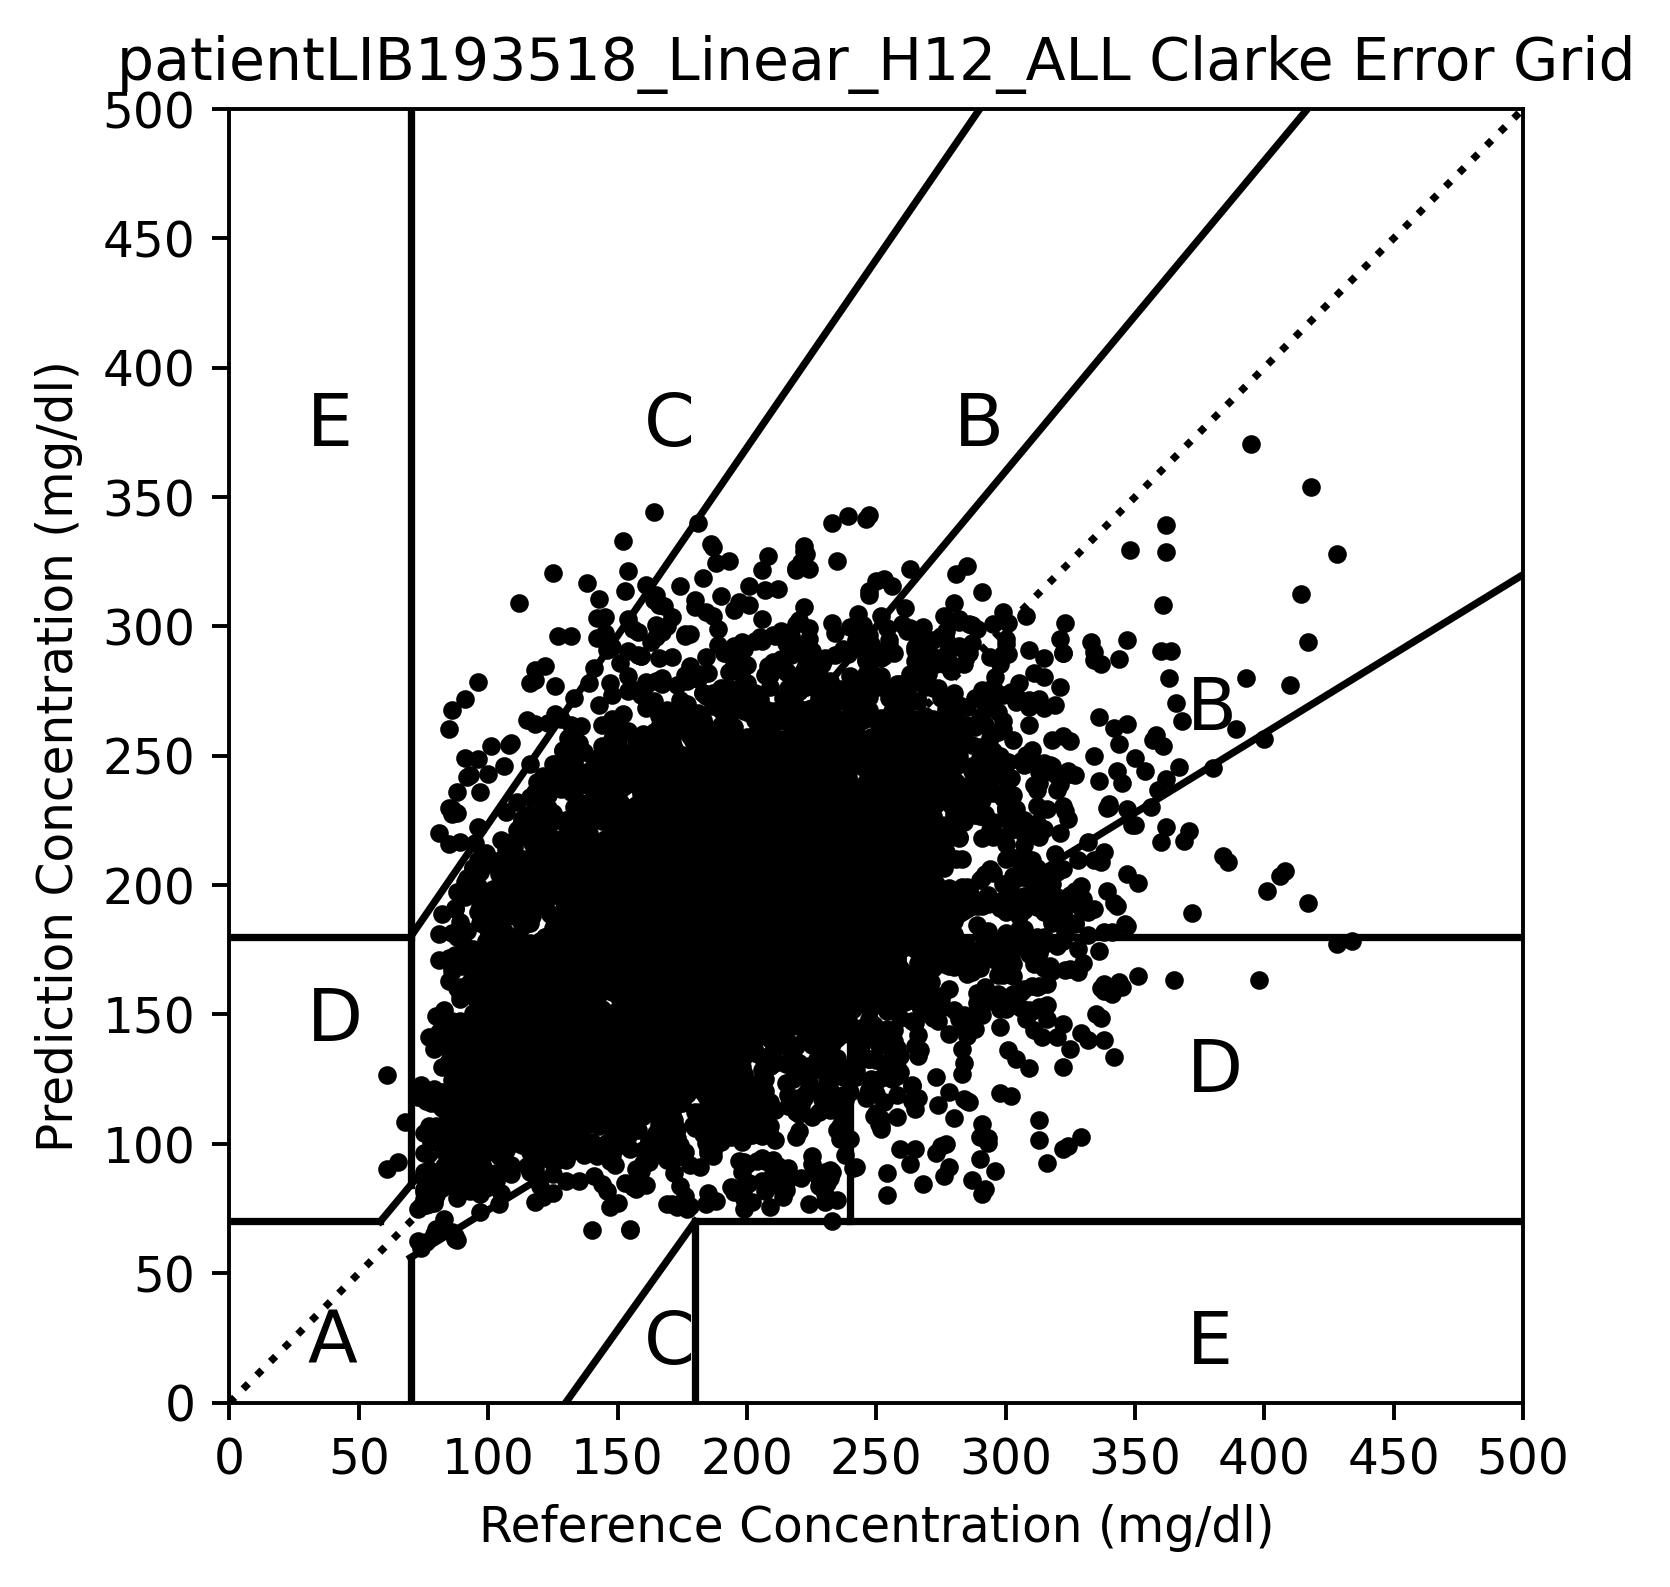 patientLIB193518_Linear_H12_ALL Clarke Error Grid
500
450
400
350
300
250
200
150
100
50
0
Prediction Concentration (mg/dl)
E
C
B
B
D
D
A
C
E
0 50 100 150 200 250 300 350 400 450 500
Reference Concentration (mg/dl)